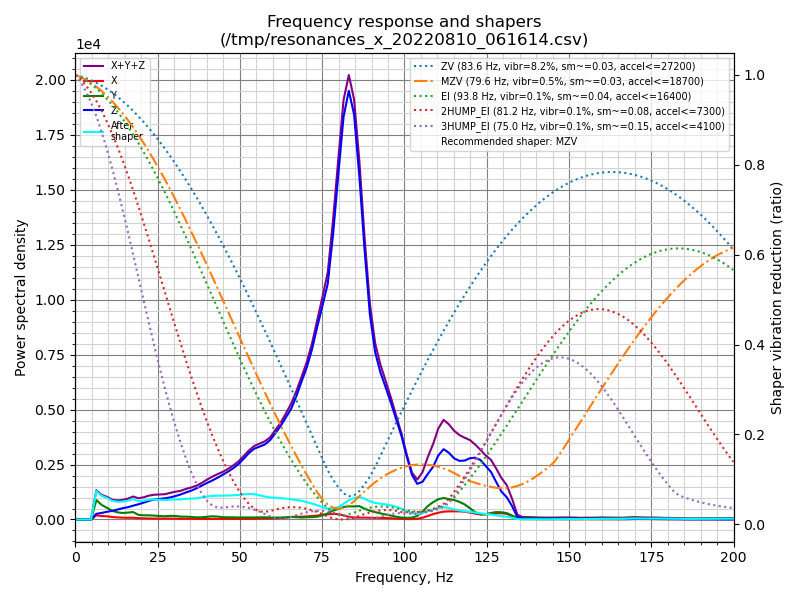 Frequency response and shapers
(/tmp/resonances_x_20220810_061614.csv)
1e4
X+Y+Z
X
Y
Z
After
shaper
ZV (83.6 Hz, vibr=8.2%, sm~=0.03, accel<=27200)
MZV (79.6 Hz, vibr=0.5%, sm~=0.03, accel<=18700)
EI (93.8 Hz, vibr=0.1%, sm~=0.04, accel<=16400)
2HUMP_EI (81.2 Hz, vibr=0.1%, sm~=0.08, accel<=7300)
3HUMP_EI (75.0 Hz, vibr=0.1%, sm~=0.15, accel<=4100)
Recommended shaper: MZV
Power spectral density
2.00
1.75
1.50
1.25
1.00
0.75
0.50
0.25
0.00
1.0
0.8
0.6
0.4
0.2
0.0
Shaper vibration reduction (ratio)
0 25 50 75 100 125 150 175 200
Frequency, Hz